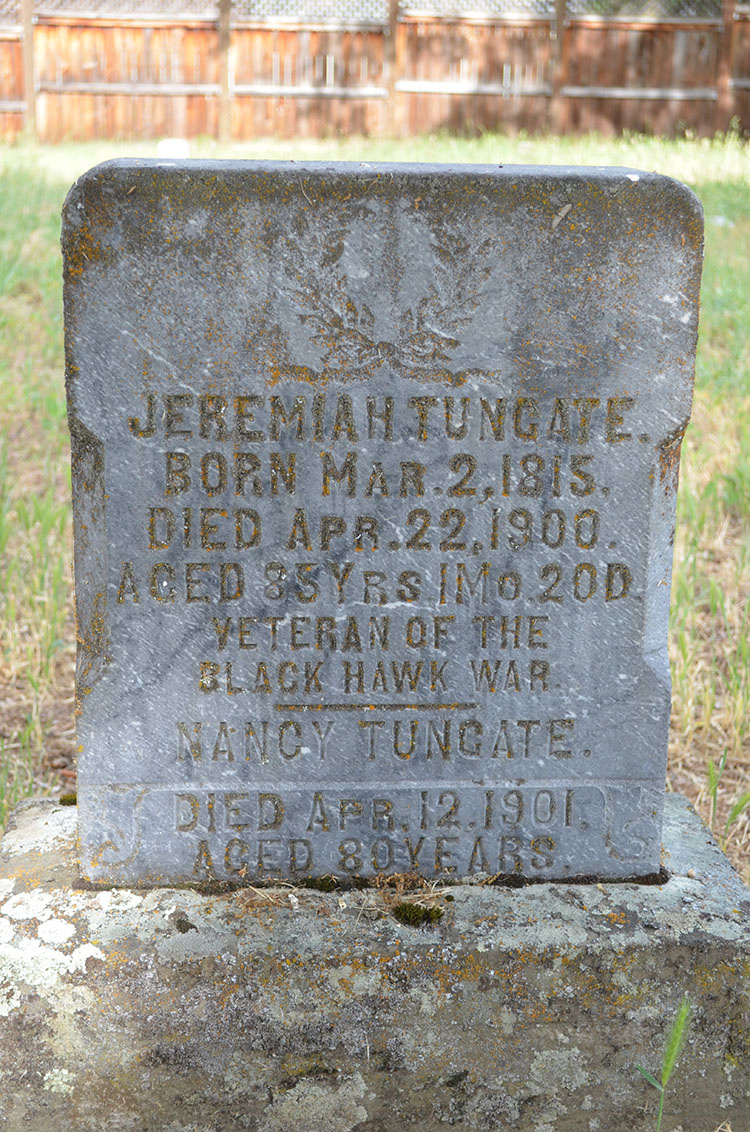 JEREMIAH TUNGATE.
BORN MAR. 2, 1815.
DIED APR. 22, 1900.
AGED 85 YRS 1 MO. 20 D.
VETERAN OF THE
BLACK HAWK WAR.
NANCY TUNGATE.
DIED APR. 12. 1901.
AGED 80 YEARS.